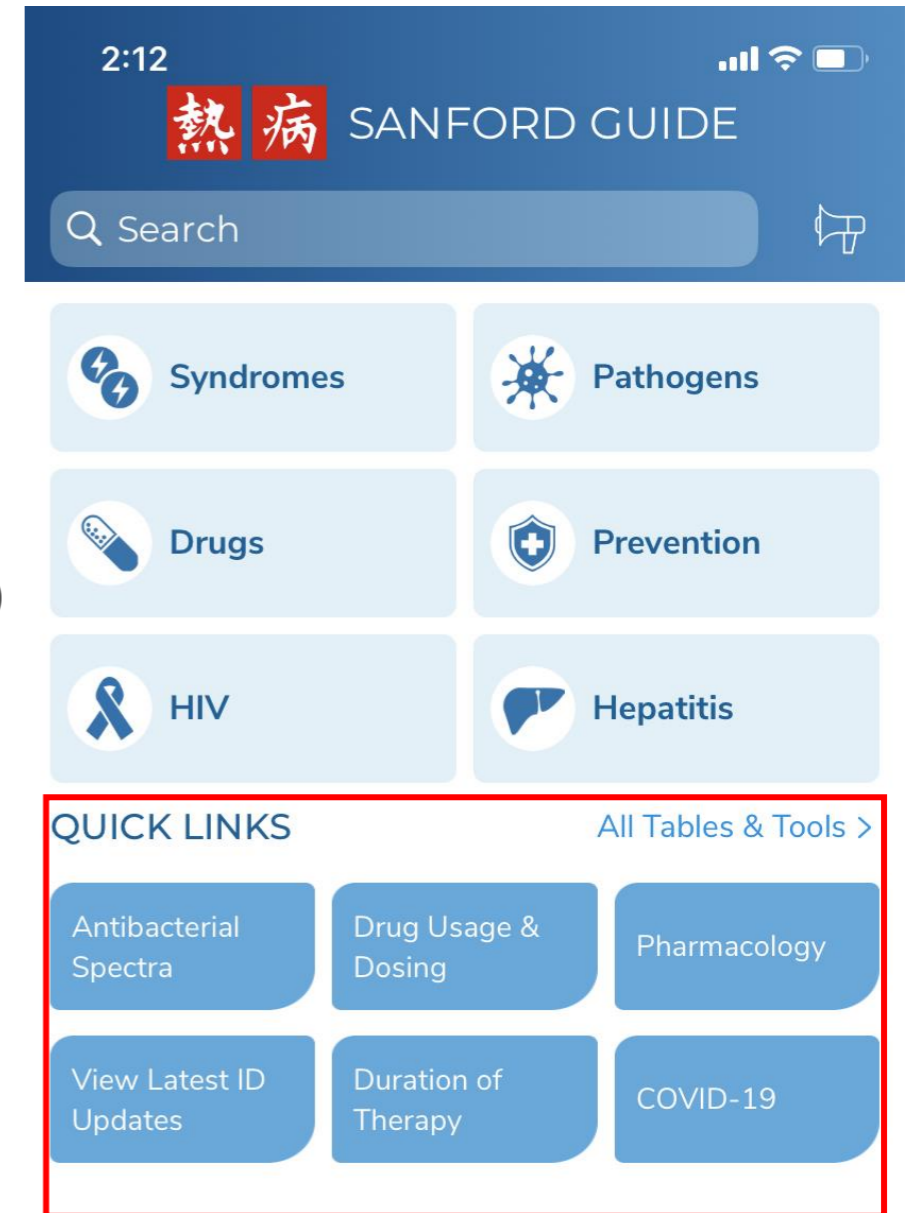 2:12
熱 病 SANFORD GUIDE
Search
Syndromes
Pathogens
Drugs
Prevention
HIV
Hepatitis
QUICK LINKS
All Tables & Tools >
Antibacterial
Spectra
Drug Usage &
Dosing
Pharmacology
View Latest ID
Updates
Duration of
Therapy
COVID-19